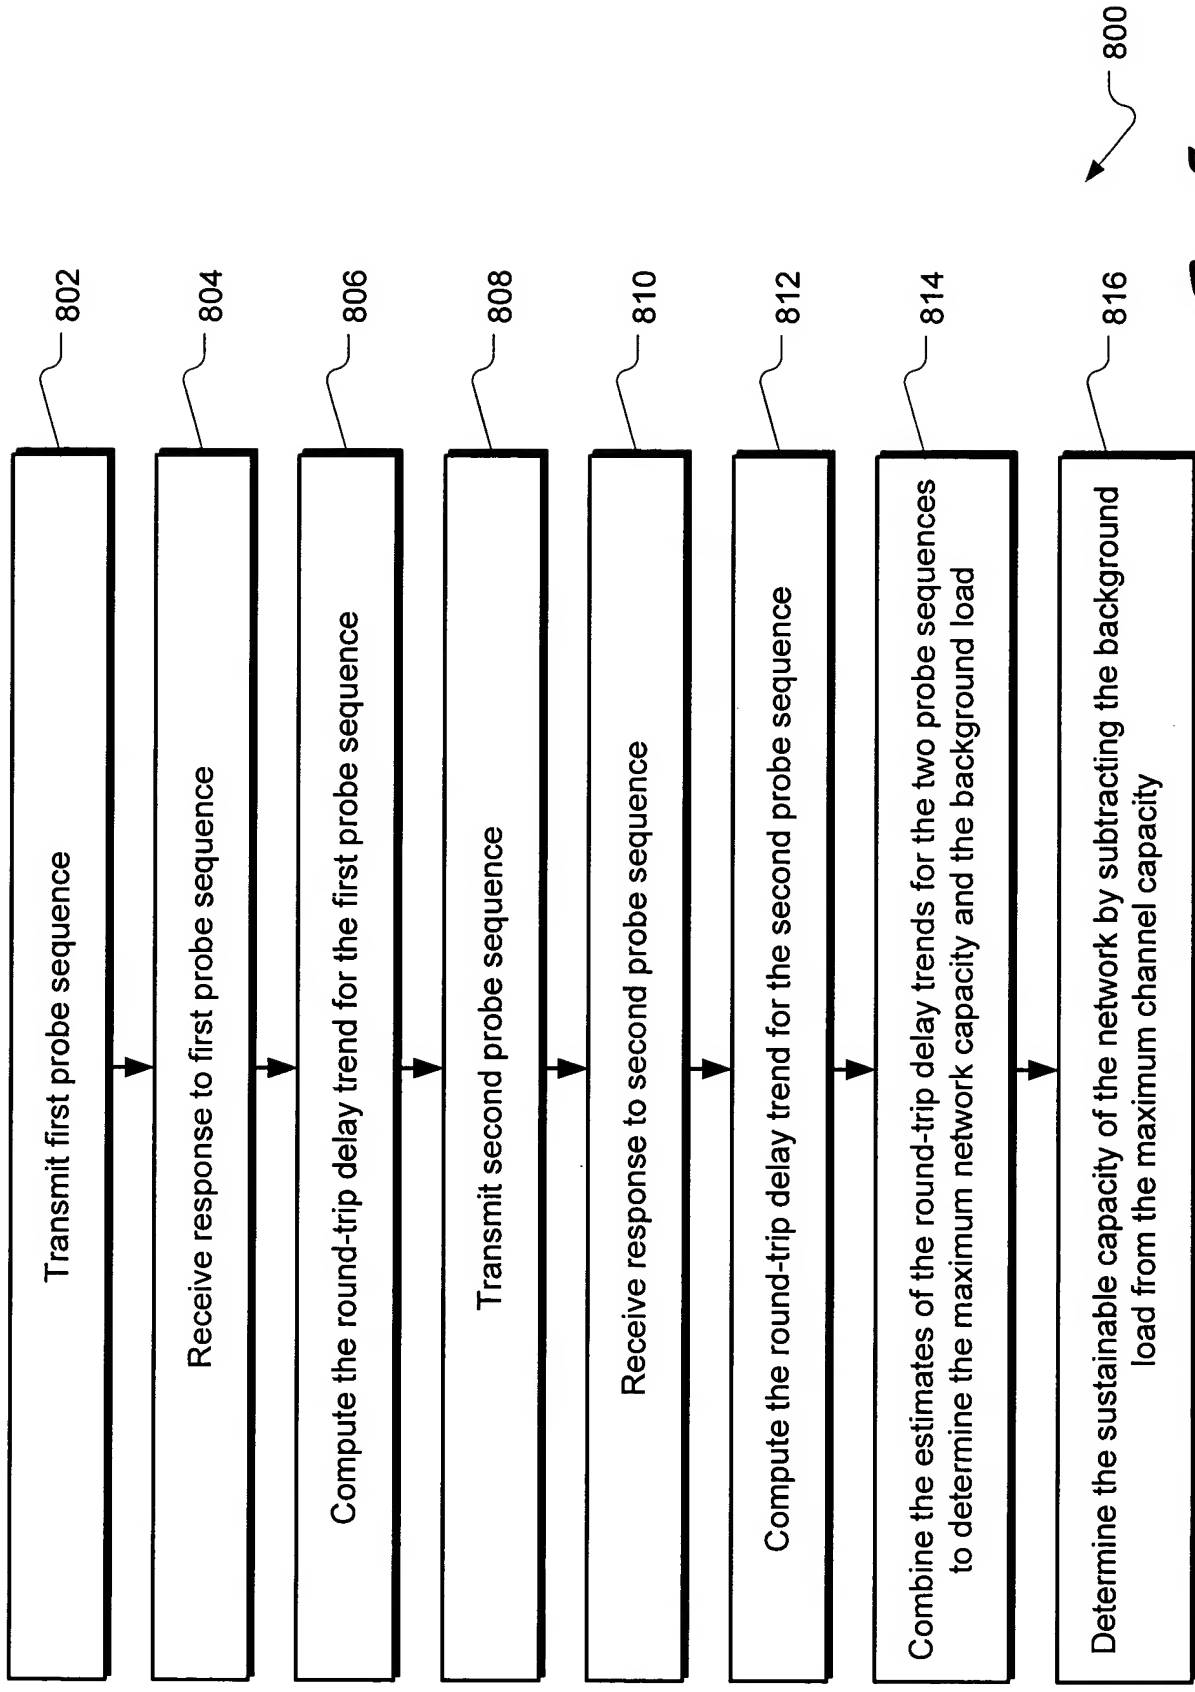 Transmit first probe sequence
802
Receive response to first probe sequence
804
Compute the round-trip delay trend for the first probe sequence
806
Transmit second probe sequence
808
Receive response to second probe sequence
810
Compute the round-trip delay trend for the second probe sequence
812
Combine the estimates of the round-trip delay trends for the two probe sequences
to determine the maximum network capacity and the background load
814
Determine the sustainable capacity of the network by subtracting the background
load from the maximum channel capacity
816
800